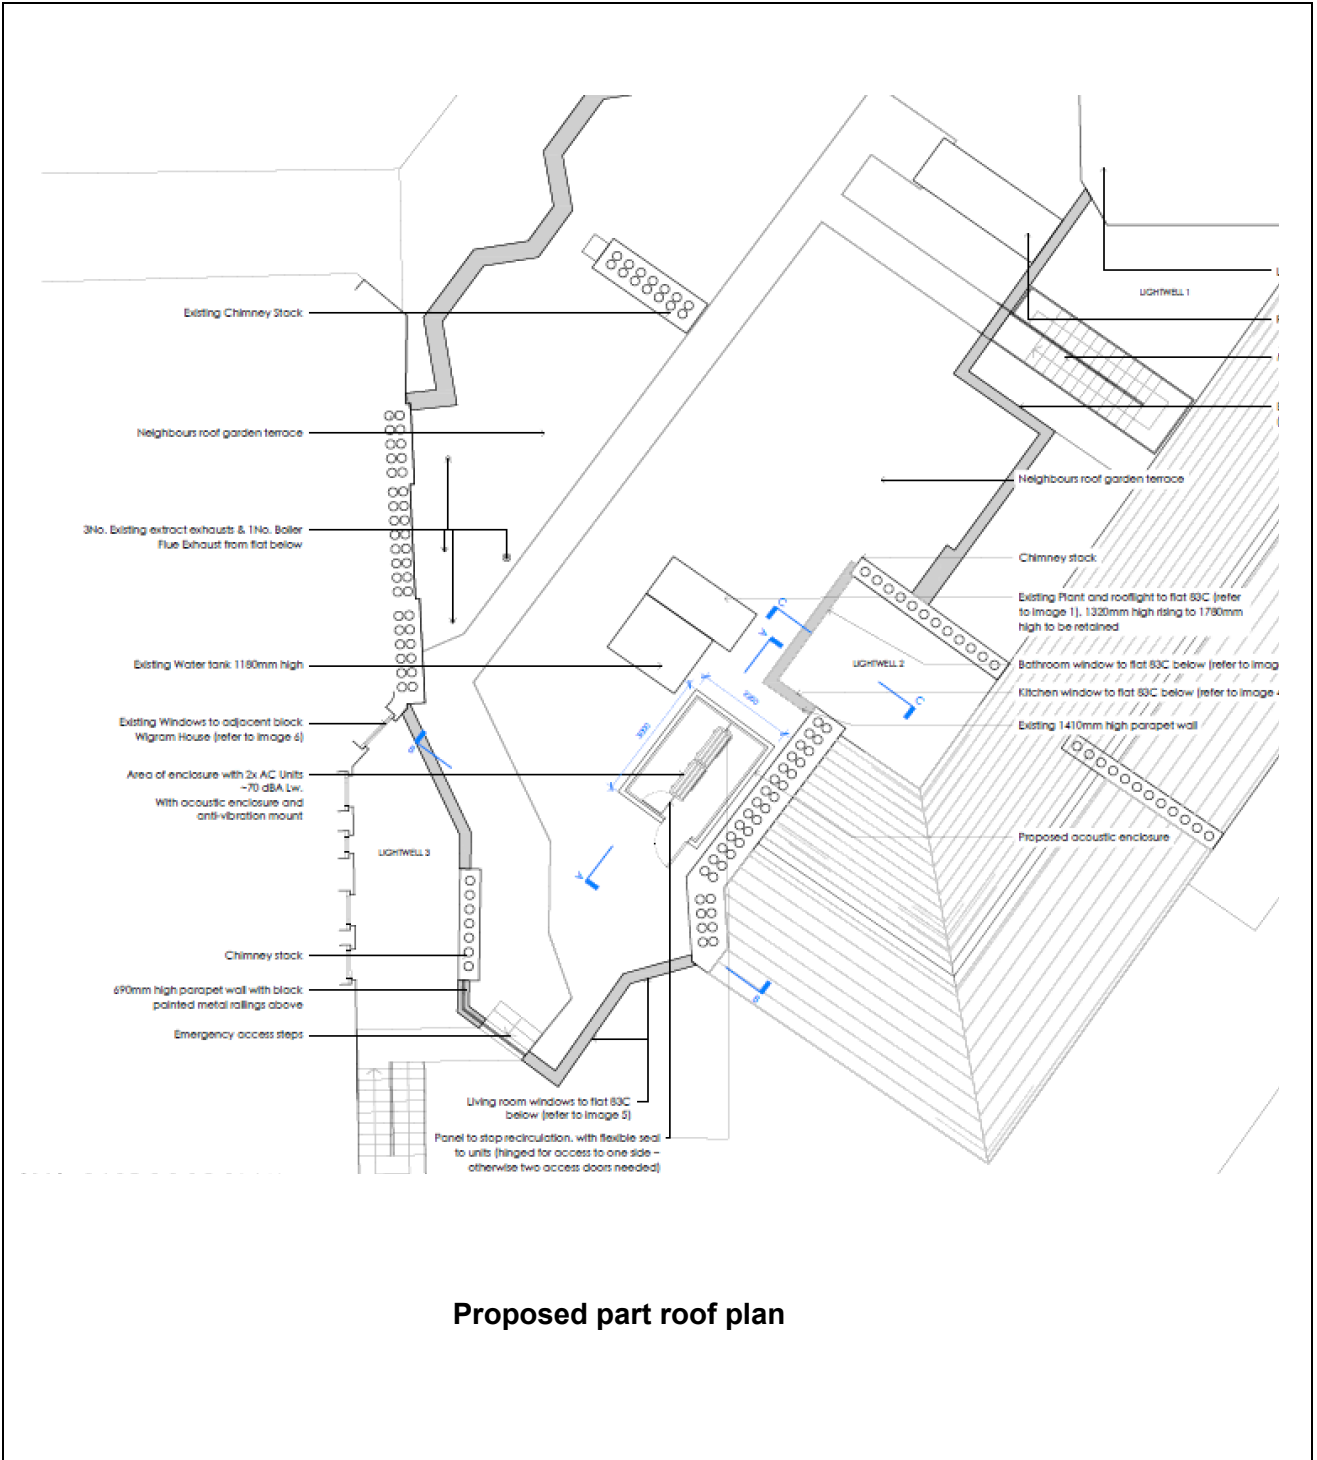 LIGHTWELL 1
Existing Chimney Stack
Neighbours roof garden terrace
3No. Existing extract exhausts & 1No. Boiler
Flue Exhaust from flat below
Existing Water tank 1180mm high
Existing Windows to adjacent block
Wigram House (refer to image 6)
Area of enclosure with 2x AC Units
~70 dBA Lw.
With acoustic enclosure and
anti-vibration mount
LIGHTWELL 3
Chimney stack
690mm high parapet wall with black
painted metal railings above
Emergency access steps
Living room windows to flat 83C
below (refer to image 5)
Panel to stop recirculation, with flexible seal
to units (hinged for access to one side –
otherwise two access doors needed)
Neighbours roof garden terrace
Chimney stack
Existing Plant and rooflight to flat 83C (refer
to image 1). 1320mm high rising to 1780mm
high to be retained
LIGHTWELL 2
Bathroom window to flat 83C below (refer to imag
Kitchen window to flat 83C below (refer to image
Existing 1410mm high parapet wall
Proposed acoustic enclosure
C
A
C
B
A
B
3000
Proposed part roof plan